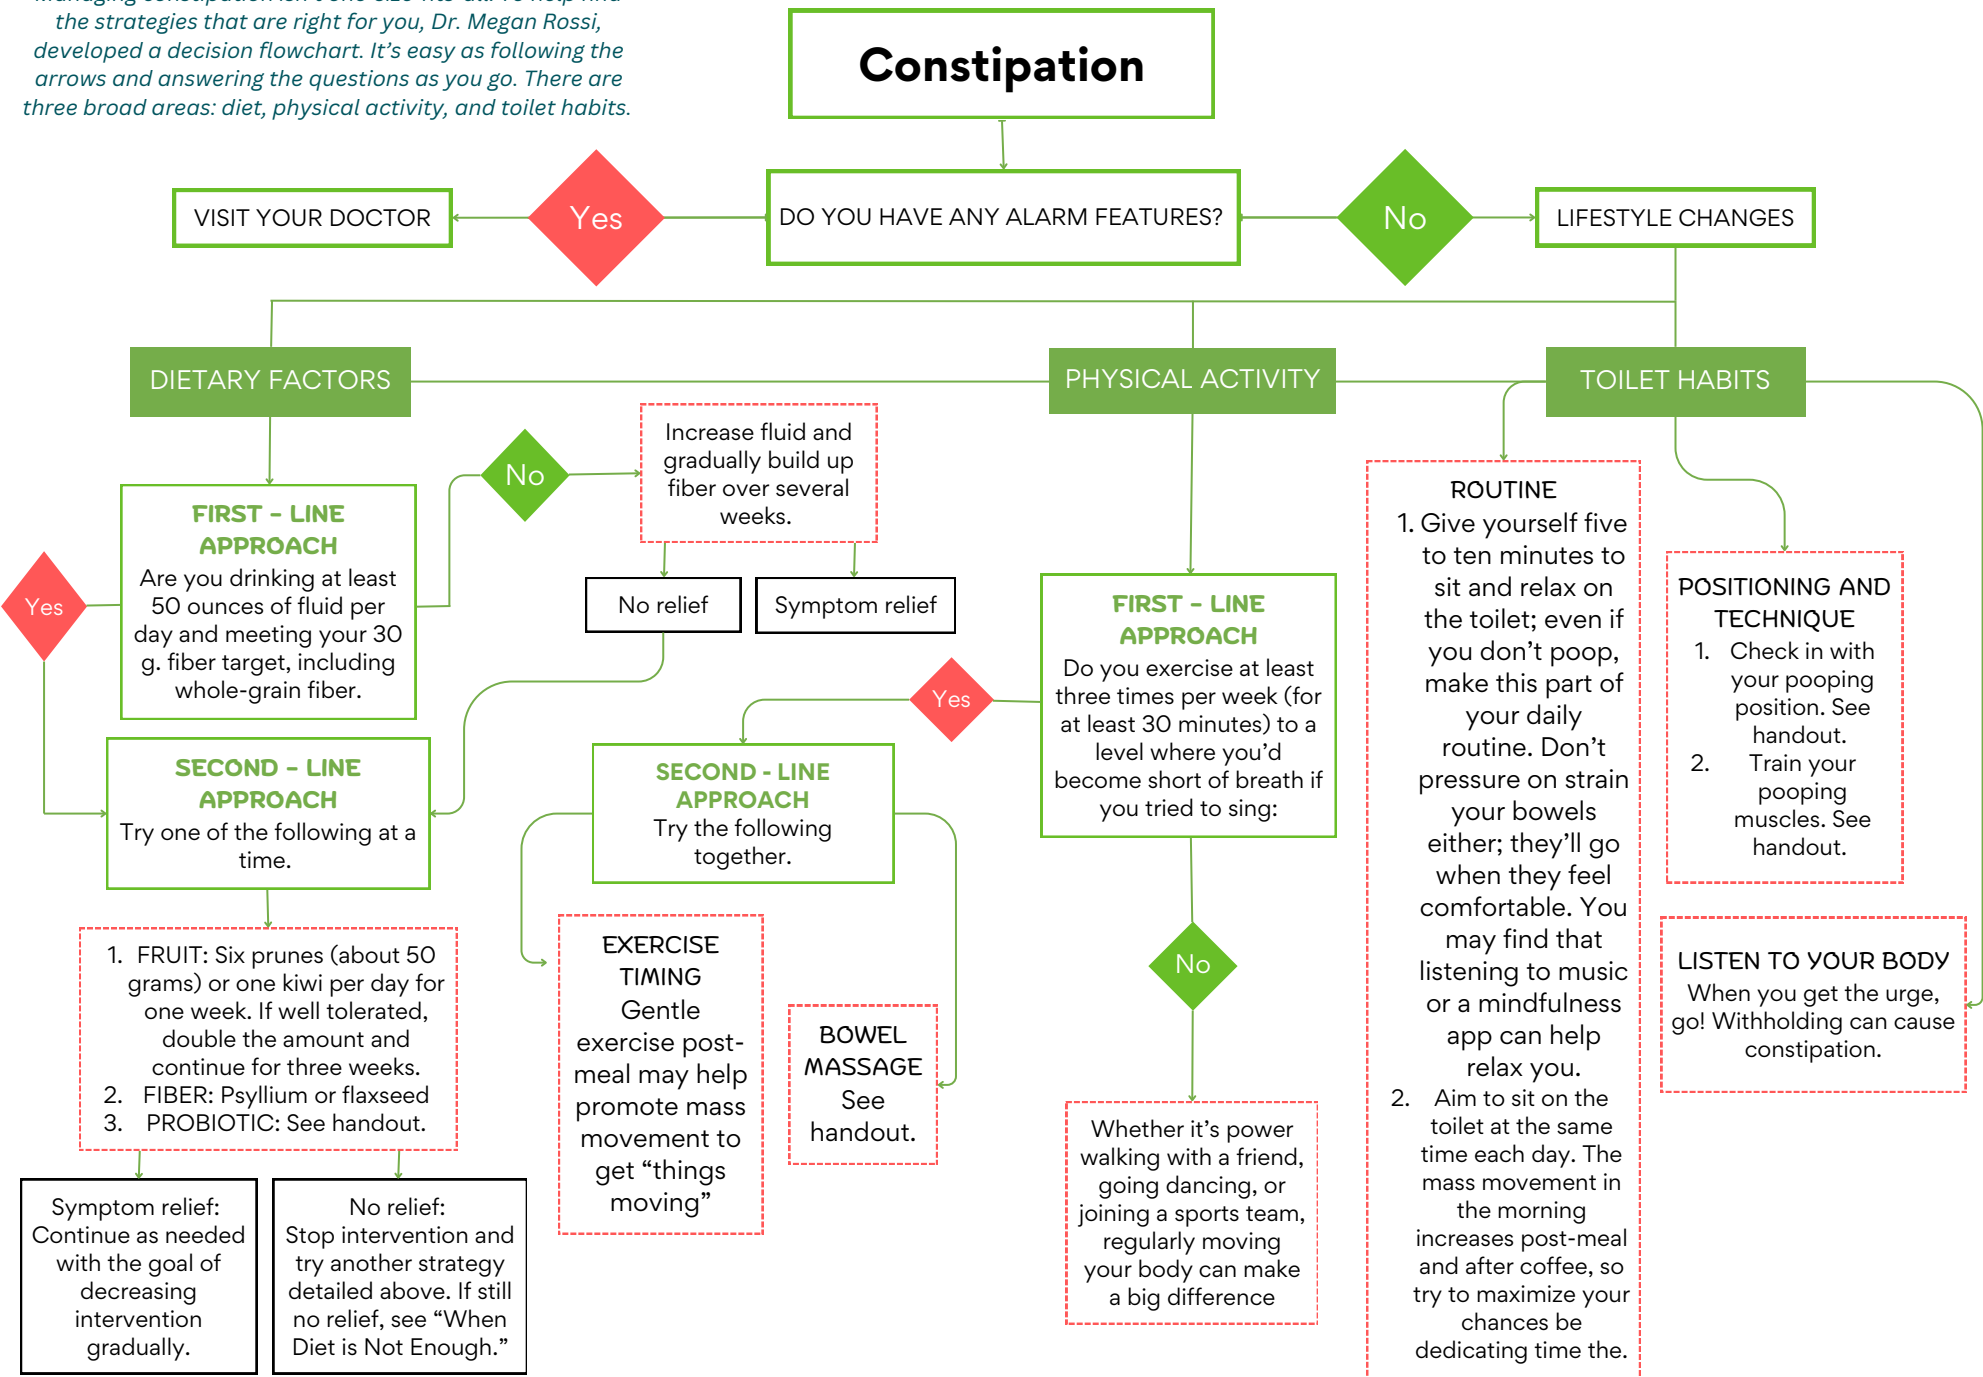 the strategies that are right for you, Dr. Megan Rossi,
developed a decision flowchart. It's easy as following the
arrows and answering the questions as you go. There are
three broad areas: diet, physical activity, and toilet habits.
Constipation
VISIT YOUR DOCTOR
Yes
DO YOU HAVE ANY ALARM FEATURES?
No
LIFESTYLE CHANGES
DIETARY FACTORS
PHYSICAL ACTIVITY
TOILET HABITS
FIRST - LINE
APPROACH
Are you drinking at least
50 ounces of fluid per
day and meeting your 30
g. fiber target, including
whole-grain fiber.
No
Increase fluid and
gradually build up
fiber over several
weeks.
No relief
Symptom relief
Yes
SECOND - LINE
APPROACH
Try one of the following at a
time.
1. FRUIT: Six prunes (about 50
grams) or one kiwi per day for
one week. If well tolerated,
double the amount and
continue for three weeks.
2. FIBER: Psyllium or flaxseed
3. PROBIOTIC: See handout.
Symptom relief:
Continue as needed
with the goal of
decreasing
intervention
gradually.
No relief:
Stop intervention and
try another strategy
detailed above. If still
no relief, see "When
Diet is Not Enough."
FIRST - LINE
APPROACH
Do you exercise at least
three times per week (for
at least 30 minutes) to a
level where you'd
become short of breath if
you tried to sing:
Yes
SECOND - LINE
APPROACH
Try the following
together.
EXERCISE
TIMING
Gentle
exercise post-
meal may help
promote mass
movement to
get "things
moving"
BOWEL
MASSAGE
See
handout.
No
Whether it's power
walking with a friend,
going dancing, or
joining a sports team,
regularly moving
your body can make
a big difference
ROUTINE
1. Give yourself five
to ten minutes to
sit and relax on
the toilet; even if
you don't poop,
make this part of
your daily
routine. Don't
pressure on strain
your bowels
either; they'll go
when they feel
comfortable. You
may find that
listening to music
or a mindfulness
app can help
relax you.
2. Aim to sit on the
toilet at the same
time each day. The
mass movement in
the morning
increases post-meal
and after coffee, so
try to maximize your
chances be
dedicating time the.
POSITIONING AND
TECHNIQUE
1. Check in with
your pooping
position. See
handout.
2. Train your
pooping
muscles. See
handout.
LISTEN TO YOUR BODY
When you get the urge,
go! Withholding can cause
constipation.